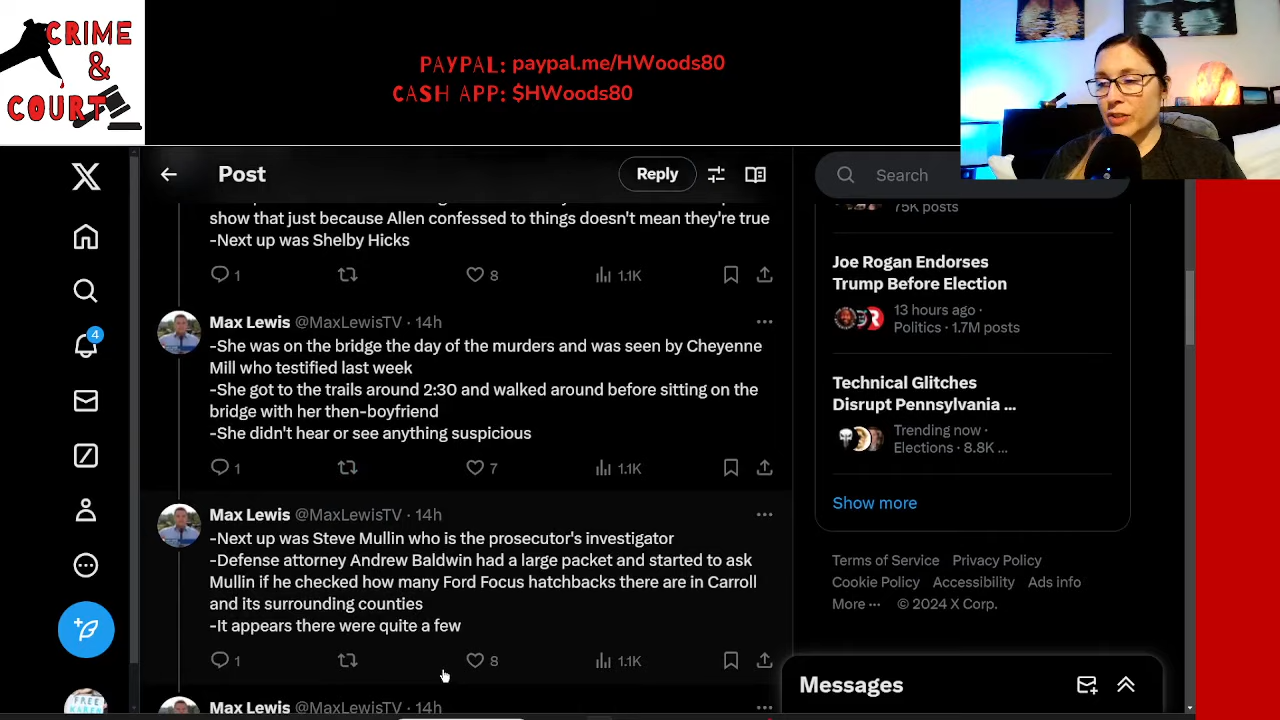 CRIME
&
COURT
PAYPAL: paypal.me/HWoods80
CASH APP: $HWoods80
Post
Reply
Search
show that just because Allen confessed to things doesn't mean they're true
-Next up was Shelby Hicks
1 8 1.1K
Max Lewis @MaxLewisTV · 14h
-She was on the bridge the day of the murders and was seen by Cheyenne
Mill who testified last week
-She got to the trails around 2:30 and walked around before sitting on the
bridge with her then-boyfriend
-She didn't hear or see anything suspicious
1 7 1.1K
Max Lewis @MaxLewisTV · 14h
-Next up was Steve Mullin who is the prosecutor's investigator
-Defense attorney Andrew Baldwin had a large packet and started to ask
Mullin if he checked how many Ford Focus hatchbacks there are in Carroll
and its surrounding counties
-It appears there were quite a few
1 8 1.1K
Max Lewis @MaxLewisTV · 14h
4
75K posts
Joe Rogan Endorses
Trump Before Election
13 hours ago ·
Politics · 1.7M posts
Technical Glitches
Disrupt Pennsylvania ...
Trending now ·
Elections · 8.8K ...
Show more
Terms of Service Privacy Policy
Cookie Policy Accessibility Ads info
More ··· © 2024 X Corp.
Messages
FREE